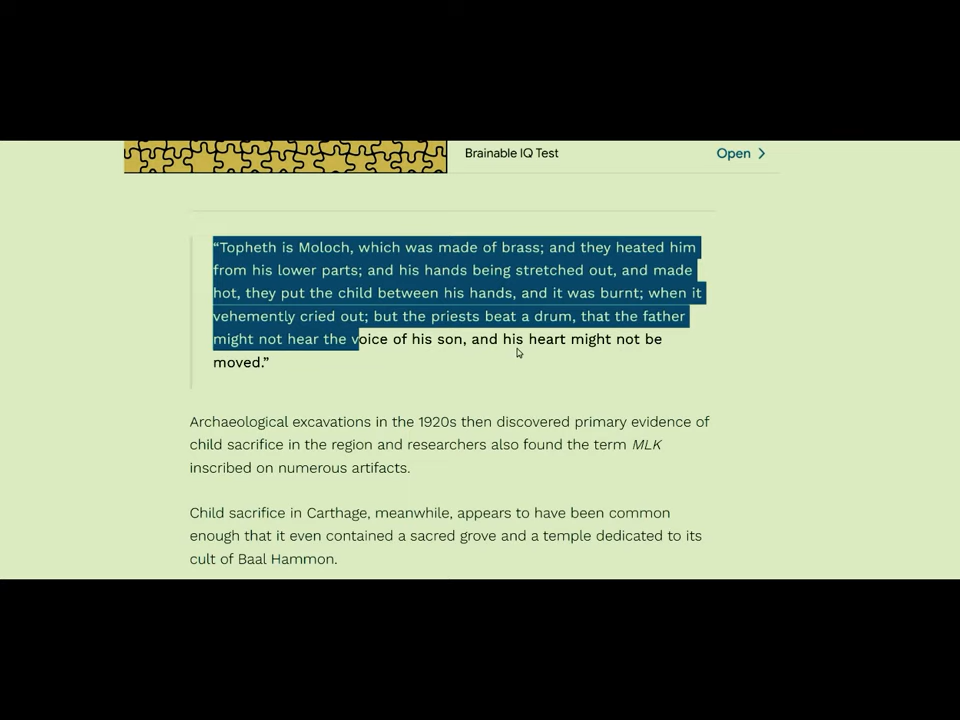 Brainable IQ Test
Open
“Topheth is Moloch, which was made of brass; and they heated him
from his lower parts; and his hands being stretched out, and made
hot, they put the child between his hands, and it was burnt; when it
vehemently cried out; but the priests beat a drum, that the father
might not hear the voice of his son, and his heart might not be
moved.”
Archaeological excavations in the 1920s then discovered primary evidence of
child sacrifice in the region and researchers also found the term MLK
inscribed on numerous artifacts.
Child sacrifice in Carthage, meanwhile, appears to have been common
enough that it even contained a sacred grove and a temple dedicated to its
cult of Baal Hammon.